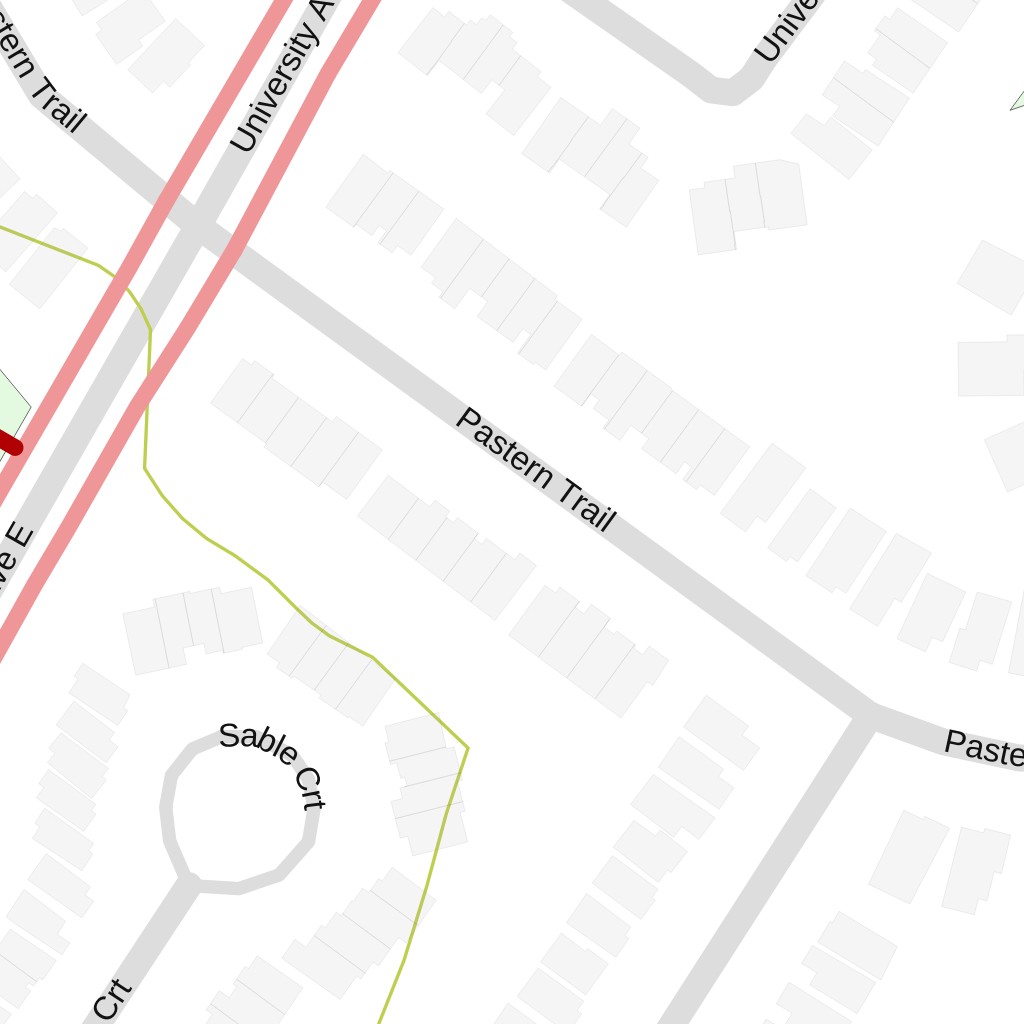 University A
Unive
stern Trail
Pastern Trail
ve E
Sable Crt
Paste
Crt